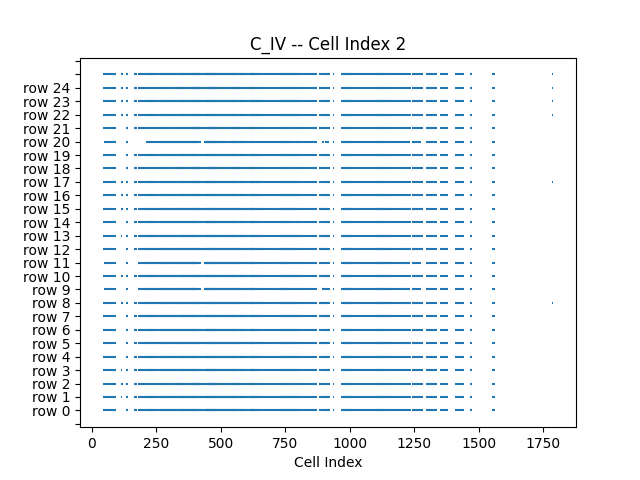 C_IV -- Cell Index 2
row 24
row 23
row 22
row 21
row 20
row 19
row 18
row 17
row 16
row 15
row 14
row 13
row 12
row 11
row 10
row 9
row 8
row 7
row 6
row 5
row 4
row 3
row 2
row 1
row 0
0 250 500 750 1000 1250 1500 1750
Cell Index